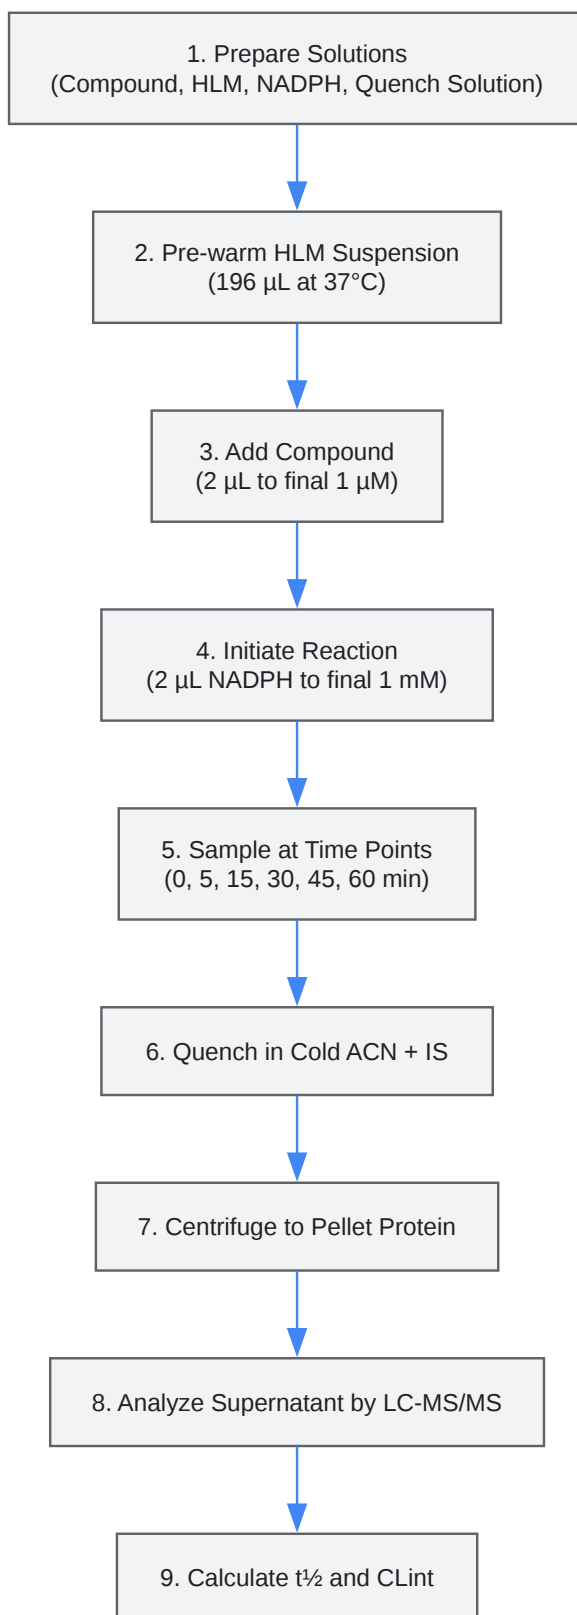 1. Prepare Solutions
(Compound, HLM, NADPH, Quench Solution)
2. Pre-warm HLM Suspension
(196 µL at 37°C)
3. Add Compound
(2 µL to final 1 µM)
4. Initiate Reaction
(2 µL NADPH to final 1 mM)
5. Sample at Time Points
(0, 5, 15, 30, 45, 60 min)
6. Quench in Cold ACN + IS
7. Centrifuge to Pellet Protein
8. Analyze Supernatant by LC-MS/MS
9. Calculate t½ and CLint